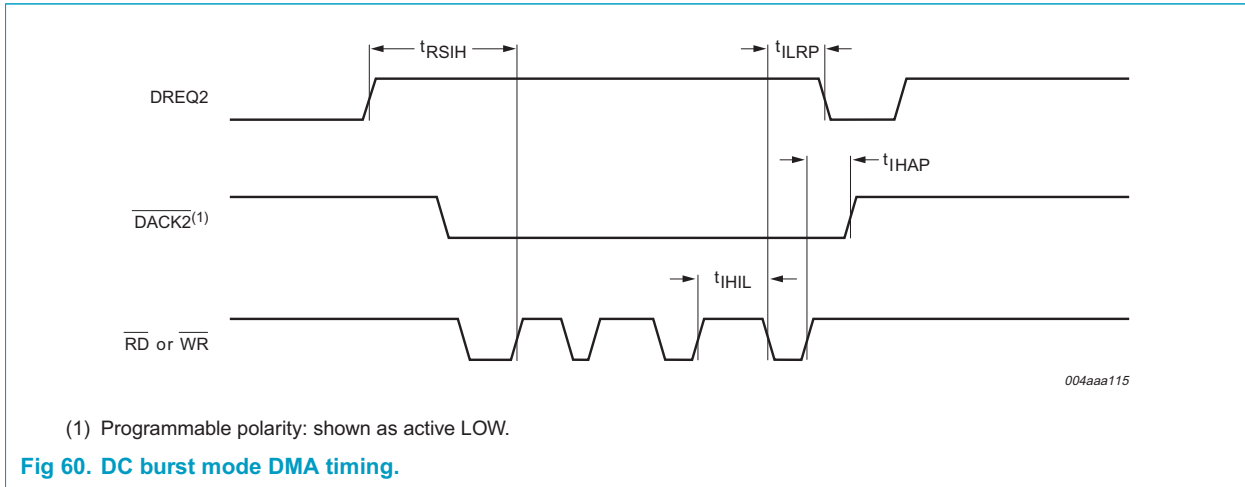 tRSIH
tILRP
DREQ2
tIHAP
DACK2(1)
tIHIL
RD or WR
004aaa115
(1) Programmable polarity: shown as active LOW.
Fig 60. DC burst mode DMA timing.